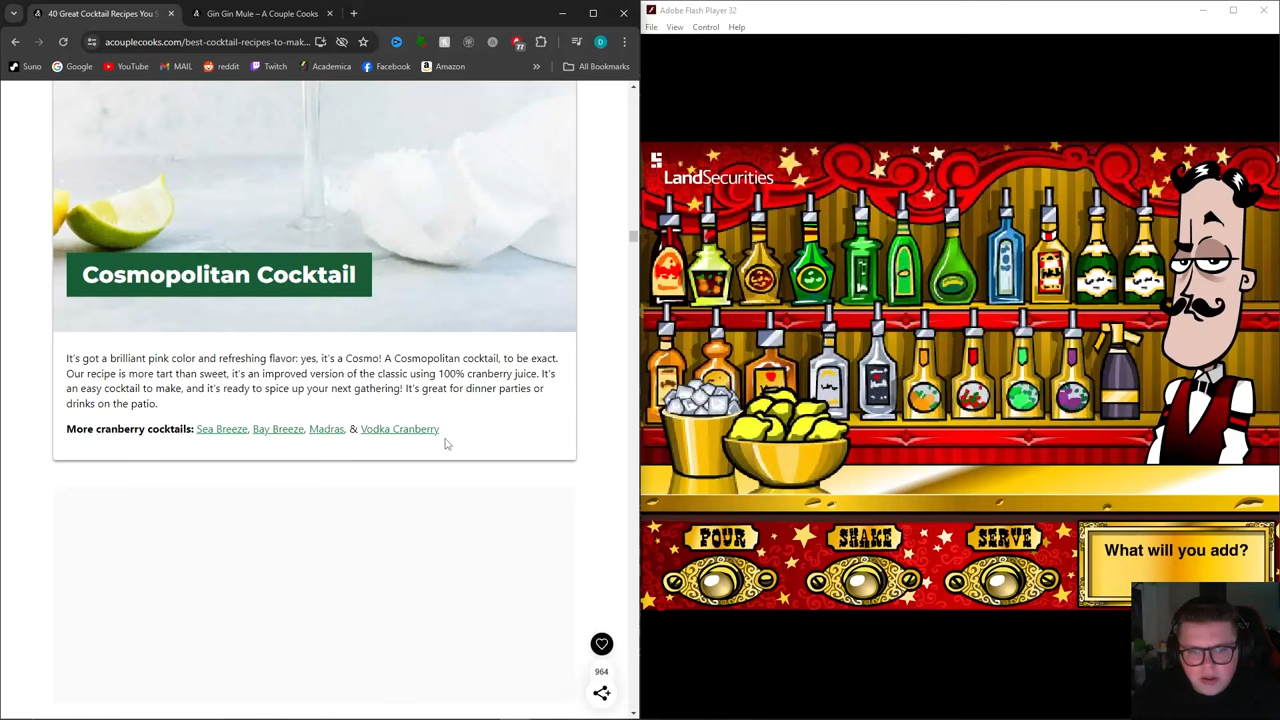 40 Great Cocktail Recipes You S
Gin Gin Mule – A Couple Cooks
acouplecooks.com/best-cocktail-recipes-to-mak...
77
D
Suno
Google
YouTube
MAIL
reddit
Twitch
Academica
Facebook
Amazon
»
All Bookmarks
Cosmopolitan Cocktail
It's got a brilliant pink color and refreshing flavor: yes, it's a Cosmo! A Cosmopolitan cocktail, to be exact.
Our recipe is more tart than sweet, it's an improved version of the classic using 100% cranberry juice. It's
an easy cocktail to make, and it's ready to spice up your next gathering! It's great for dinner parties or
drinks on the patio.
More cranberry cocktails: Sea Breeze, Bay Breeze, Madras, & Vodka Cranberry
964
Adobe Flash Player 32
File View Control Help
LandSecurities
POUR SHAKE SERVE
What will you add?